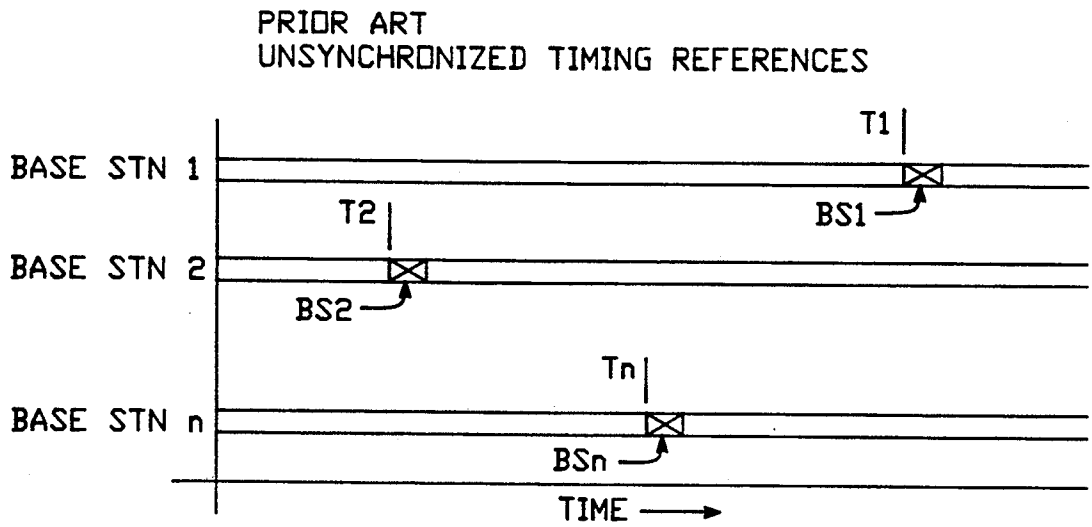 PRIOR ART
UNSYNCHRONIZED TIMING REFERENCES
T1
BASE STN 1
BS1
T2
BASE STN 2
BS2
Tn
BASE STN n
BSn
TIME